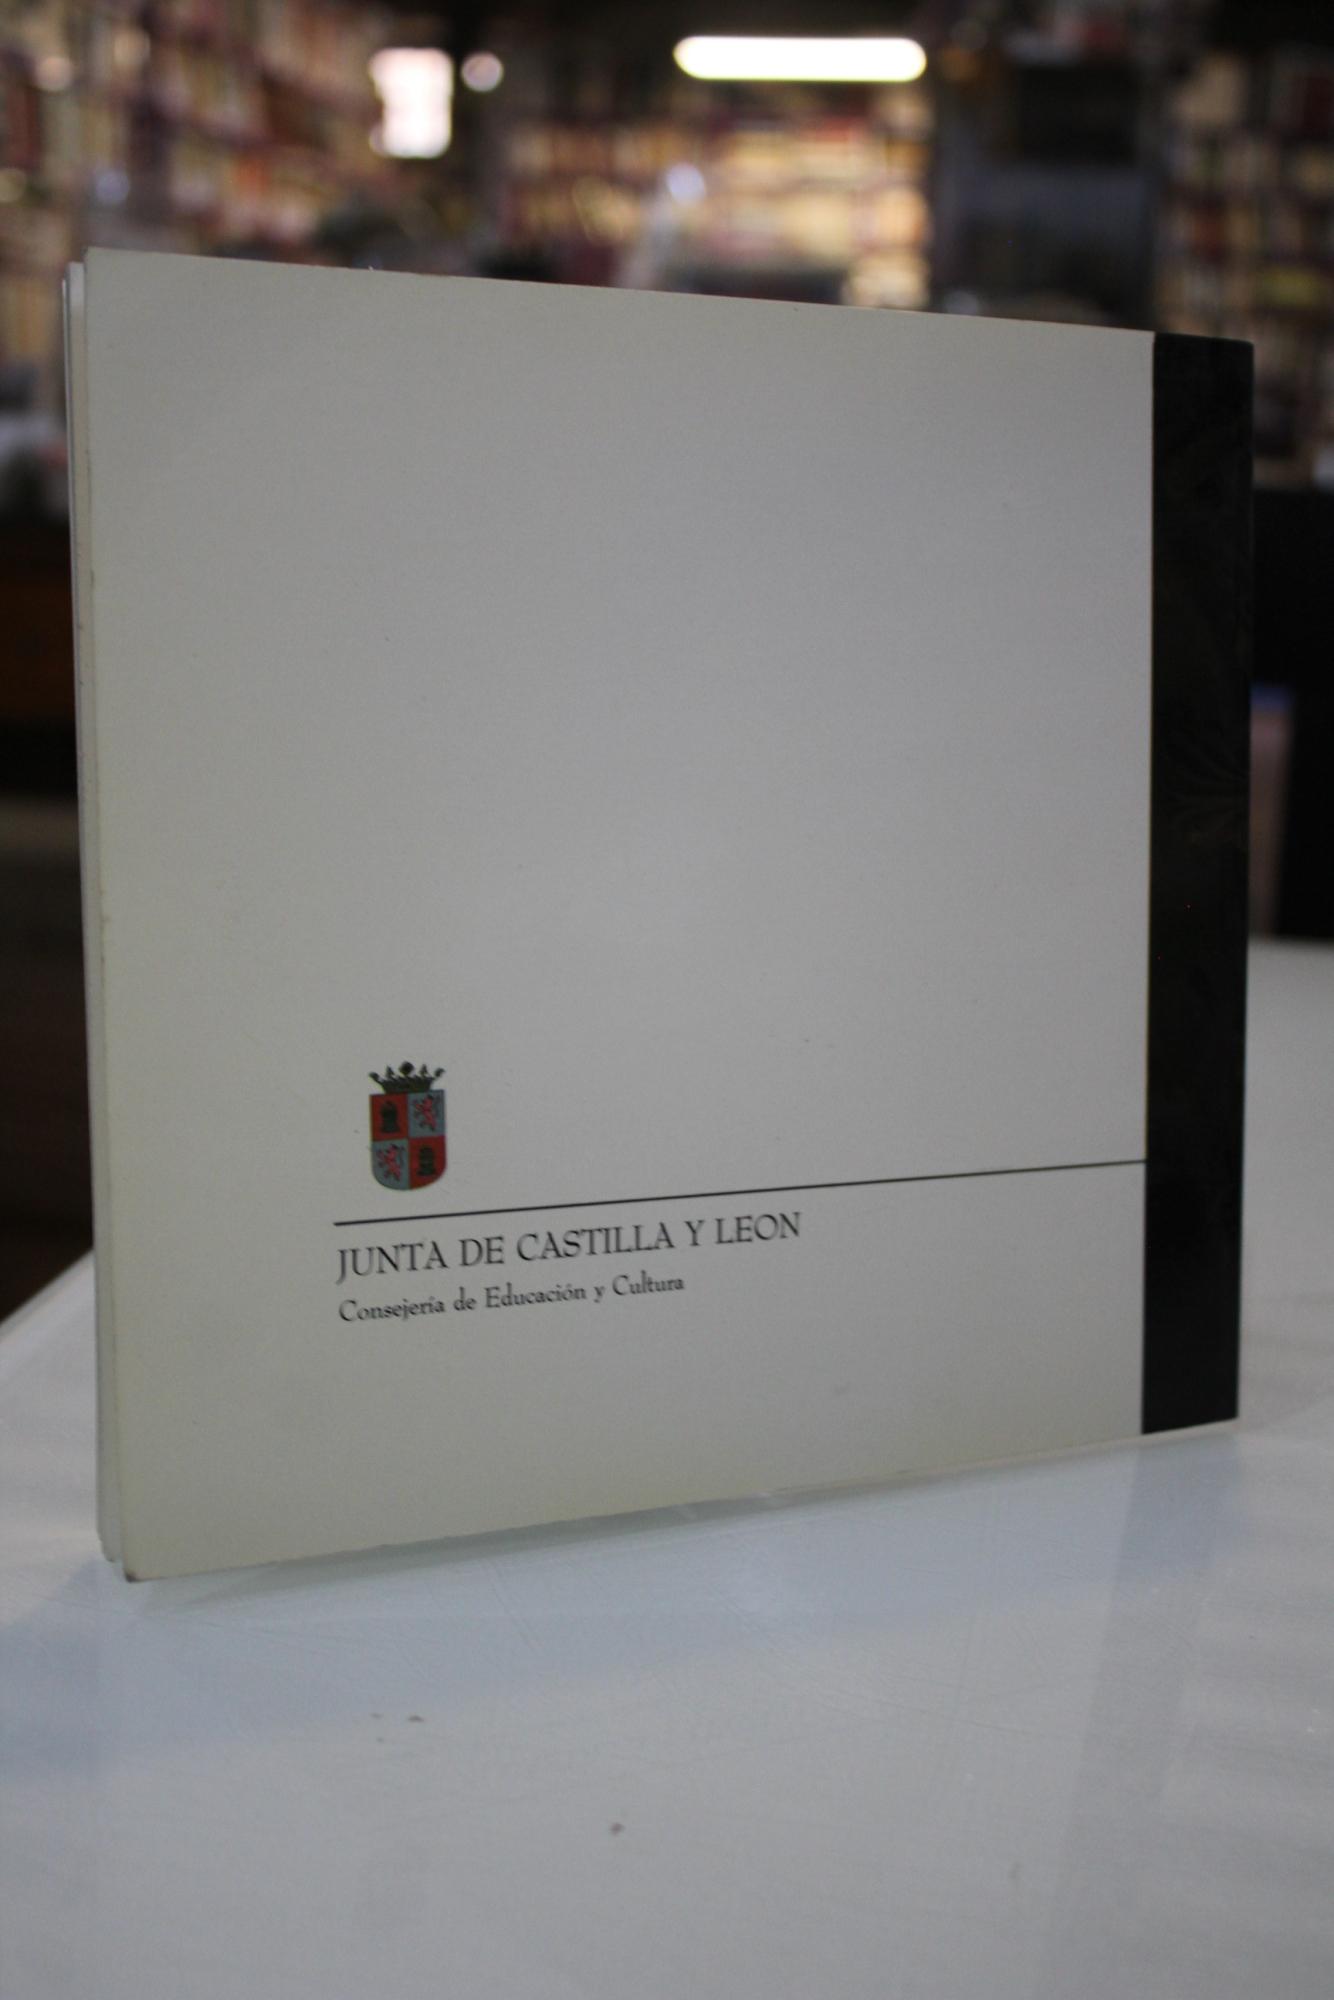 JUNTA DE CASTILLA Y LEON
Consejería de Educación y Cultura